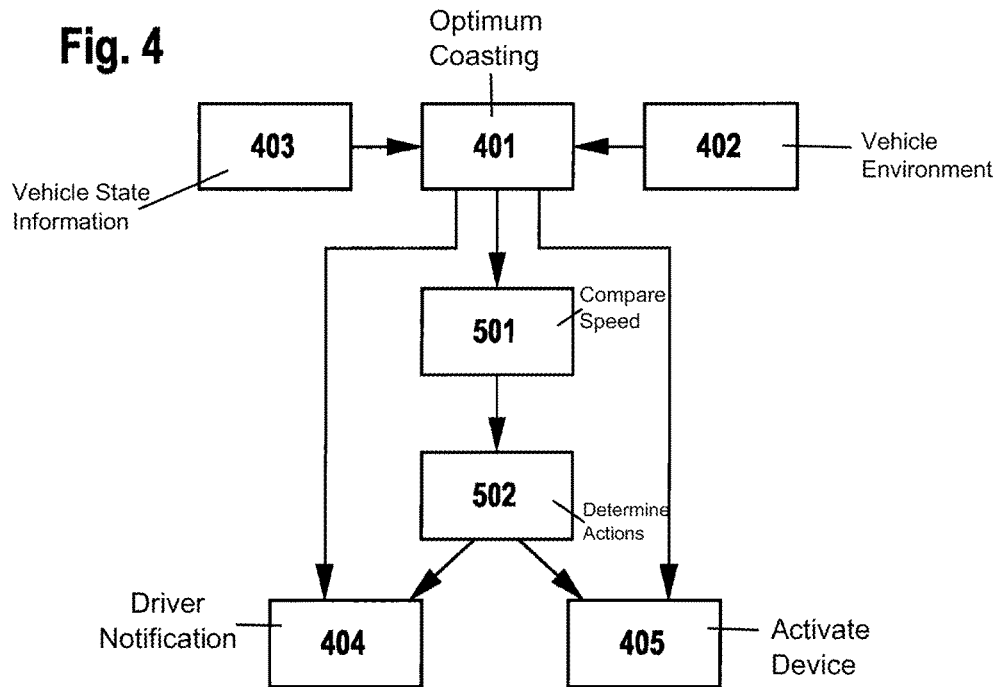 Fig. 4
Optimum
Coasting
403
401
402
Vehicle State
Information
Vehicle
Environment
501
Compare
Speed
502
Determine
Actions
Driver
Notification
404
405
Activate
Device